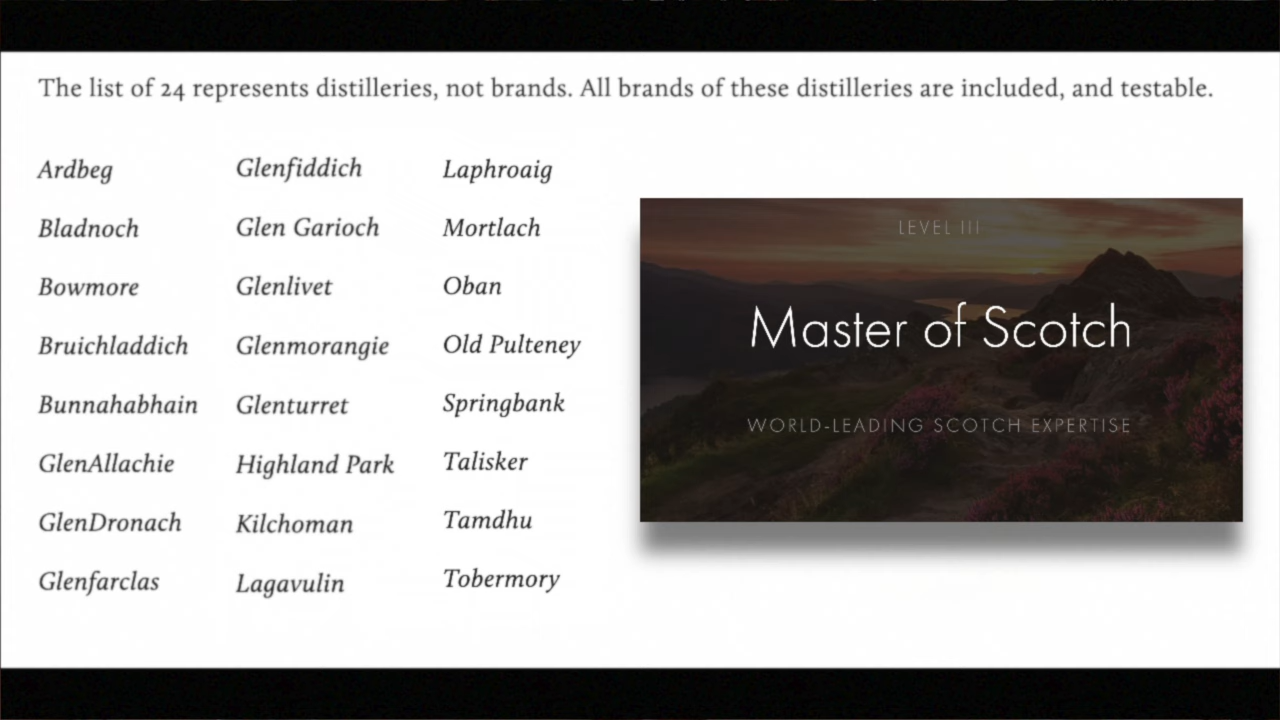 The list of 24 represents distilleries, not brands. All brands of these distilleries are included, and testable.
Ardbeg
Bladnoch
Bowmore
Bruichladdich
Bunnahabhain
GlenAllachie
GlenDronach
Glenfarclas
Glenfiddich
Glen Garioch
Glenlivet
Glenmorangie
Glenturret
Highland Park
Kilchoman
Lagavulin
Laphroaig
Mortlach
Oban
Old Pulteney
Springbank
Talisker
Tamdhu
Tobermory
LEVEL III
Master of Scotch
WORLD-LEADING SCOTCH EXPERTISE